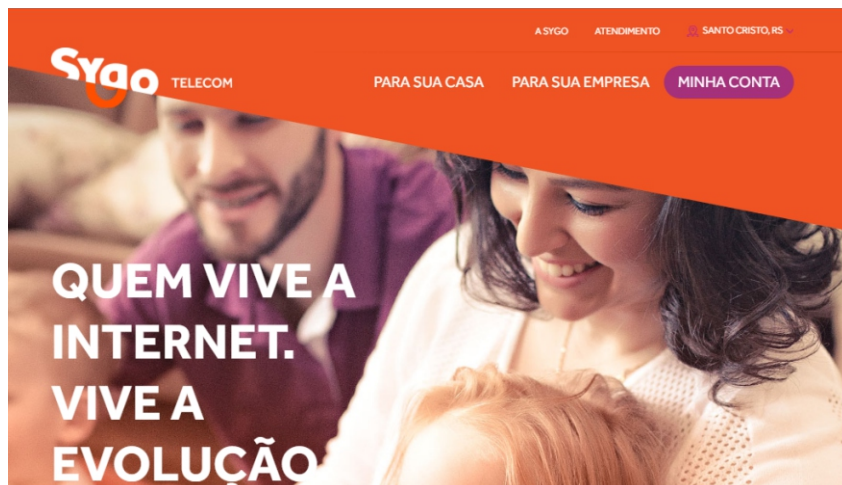 A SYGO ATENDIMENTO SANTO CRISTO, RS
Sygo TELECOM
PARA SUA CASA PARA SUA EMPRESA MINHA CONTA
QUEM VIVE A
INTERNET.
VIVE A
EVOLUÇÃO